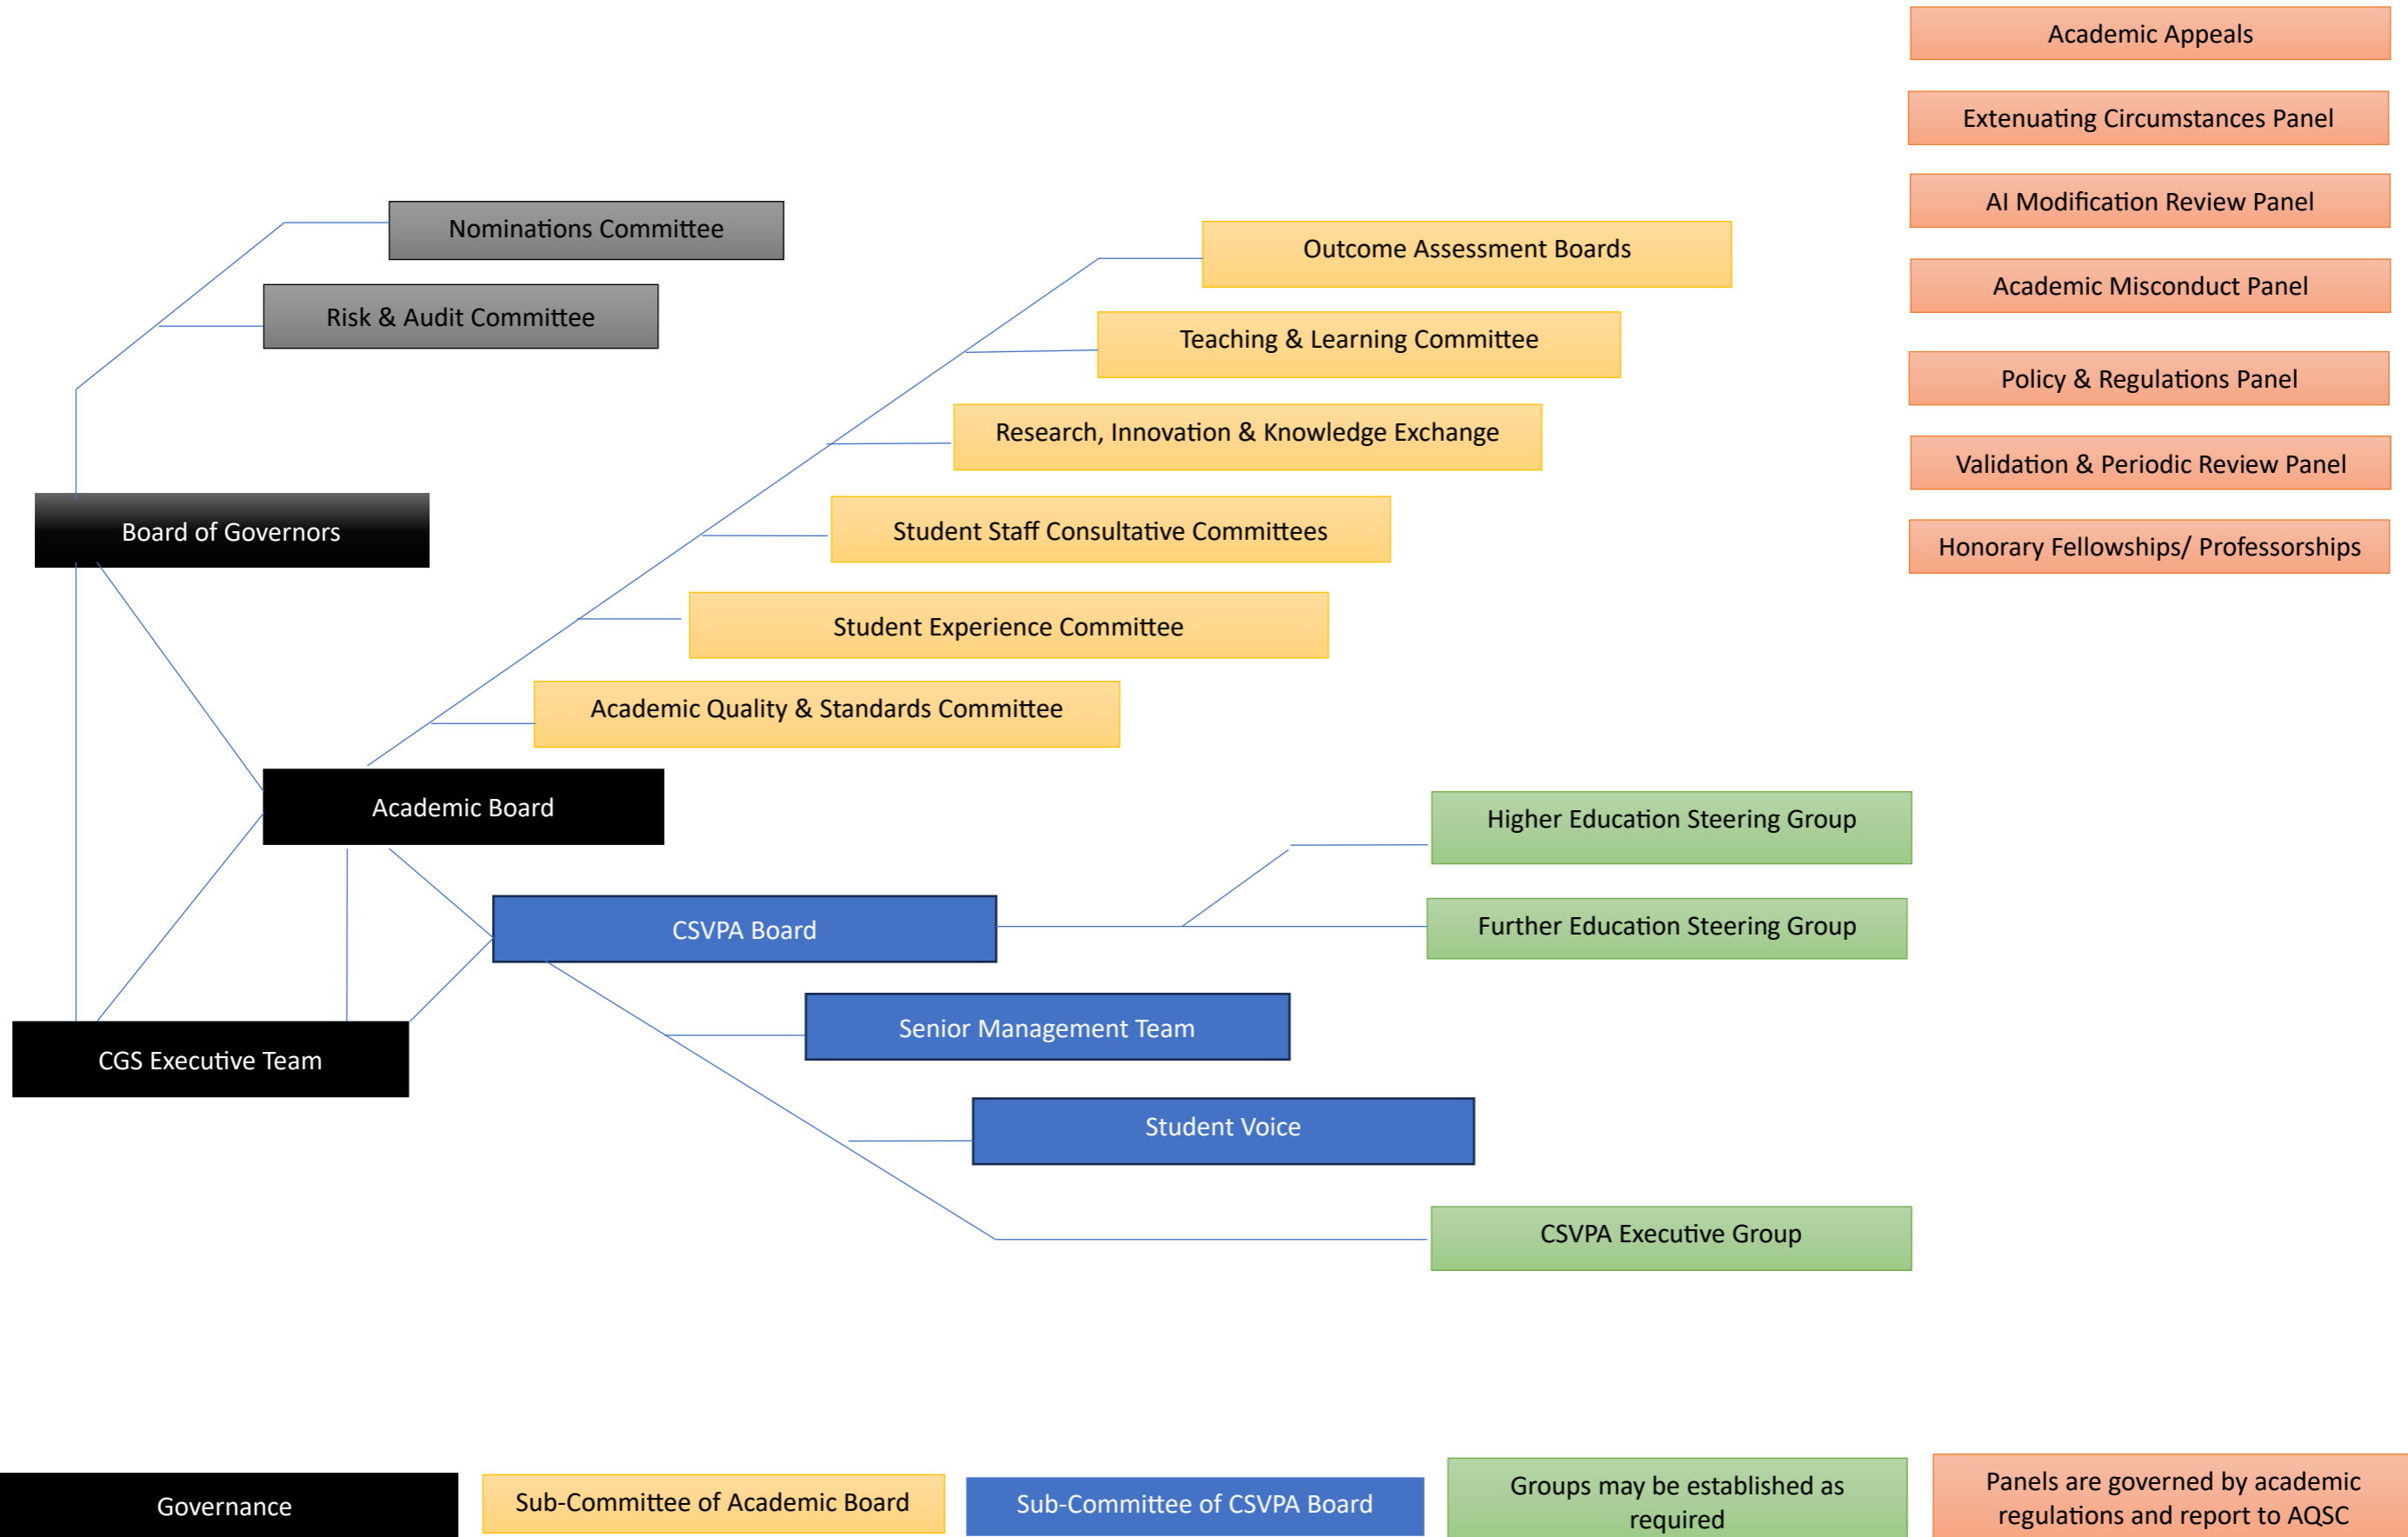 Academic Appeals
Extenuating Circumstances Panel
AI Modification Review Panel
Nominations Committee
Outcome Assessment Boards
Risk & Audit Committee
Academic Misconduct Panel
Teaching & Learning Committee
Policy & Regulations Panel
Research, Innovation & Knowledge Exchange
Validation & Periodic Review Panel
Board of Governors
Student Staff Consultative Committees
Honorary Fellowships/ Professorships
Student Experience Committee
Academic Quality & Standards Committee
Academic Board
Higher Education Steering Group
CSVPA Board
Further Education Steering Group
Senior Management Team
CGS Executive Team
Student Voice
CSVPA Executive Group
Governance
Sub-Committee of Academic Board
Sub-Committee of CSVPA Board
Groups may be established as
required
Panels are governed by academic
regulations and report to AQSC